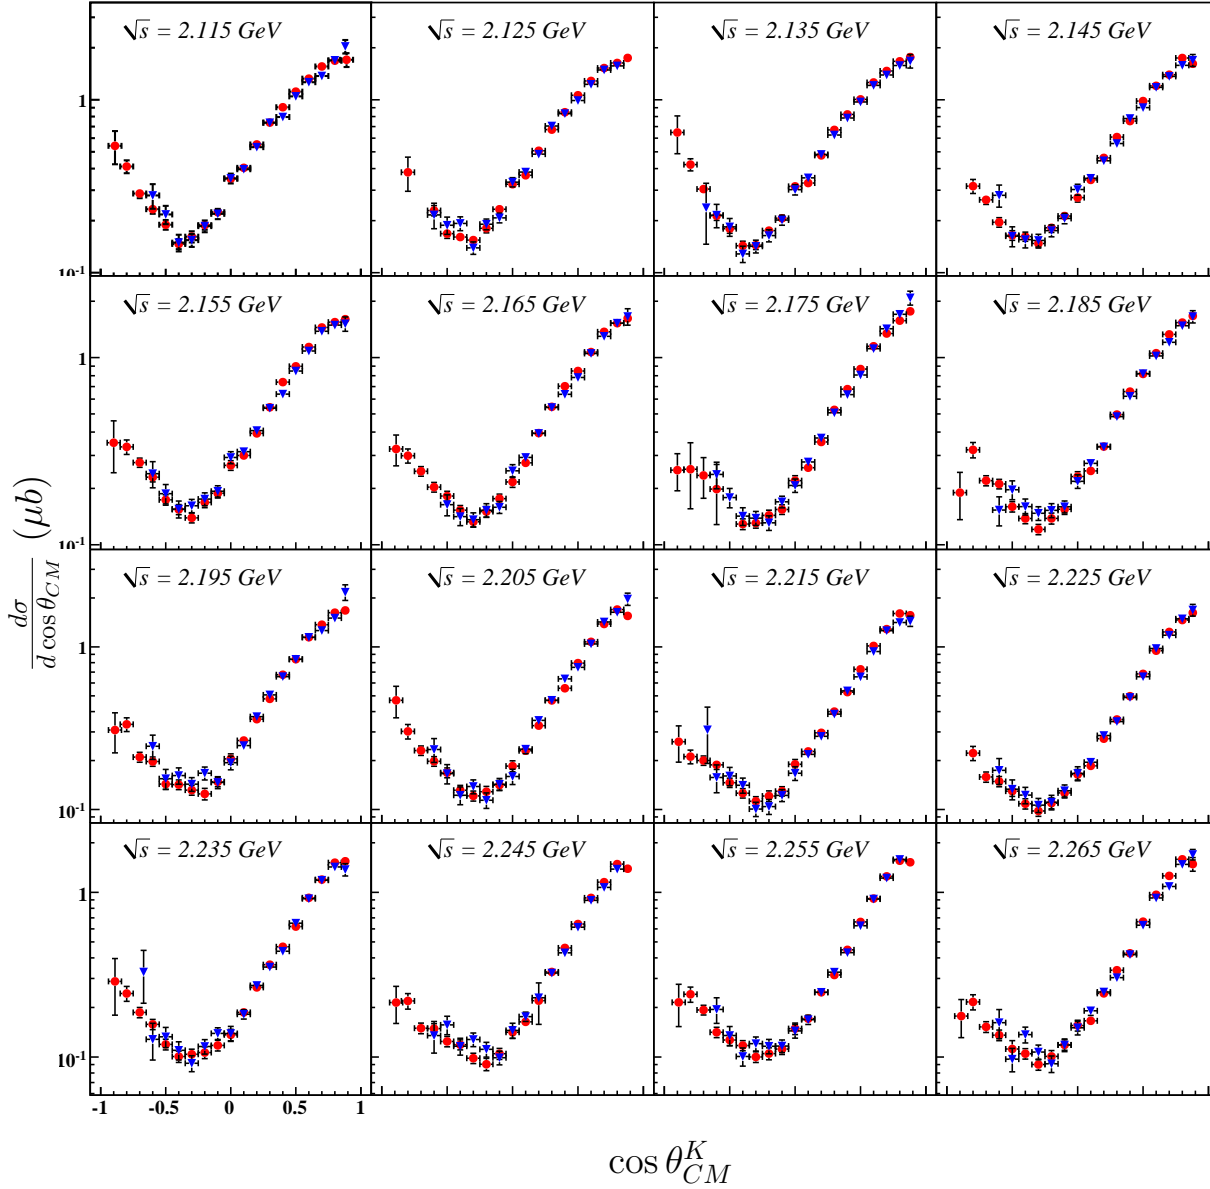 √s = 2.115 GeV √s = 2.125 GeV √s = 2.135 GeV √s = 2.145 GeV
1
10⁻¹
√s = 2.155 GeV √s = 2.165 GeV √s = 2.175 GeV √s = 2.185 GeV
1
10⁻¹
dσ / d cos θ_CM (μb)
√s = 2.195 GeV √s = 2.205 GeV √s = 2.215 GeV √s = 2.225 GeV
1
10⁻¹
√s = 2.235 GeV √s = 2.245 GeV √s = 2.255 GeV √s = 2.265 GeV
1
10⁻¹
-1 -0.5 0 0.5 1
cos θ^K_CM